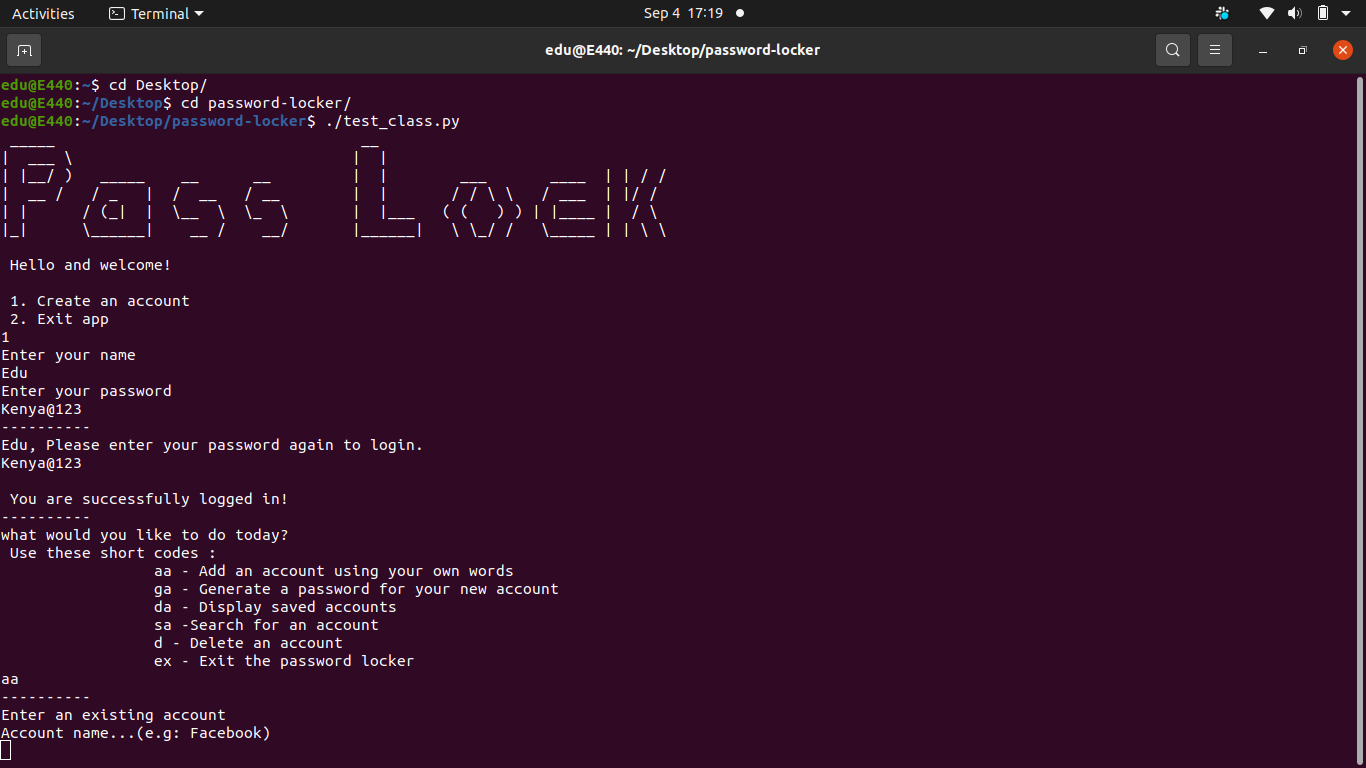 Activities Terminal Sep 4 17:19
edu@E440: ~/Desktop/password-locker
edu@E440:~$ cd Desktop/
edu@E440:~/Desktop$ cd password-locker/
edu@E440:~/Desktop/password-locker$ ./test_class.py
Pass Lock
Hello and welcome!
1. Create an account
2. Exit app
1
Enter your name
Edu
Enter your password
Kenya@123
----------
Edu, Please enter your password again to login.
Kenya@123
You are successfully logged in!
----------
what would you like to do today?
Use these short codes :
aa - Add an account using your own words
ga - Generate a password for your new account
da - Display saved accounts
sa -Search for an account
d - Delete an account
ex - Exit the password locker
aa
----------
Enter an existing account
Account name...(e.g: Facebook)